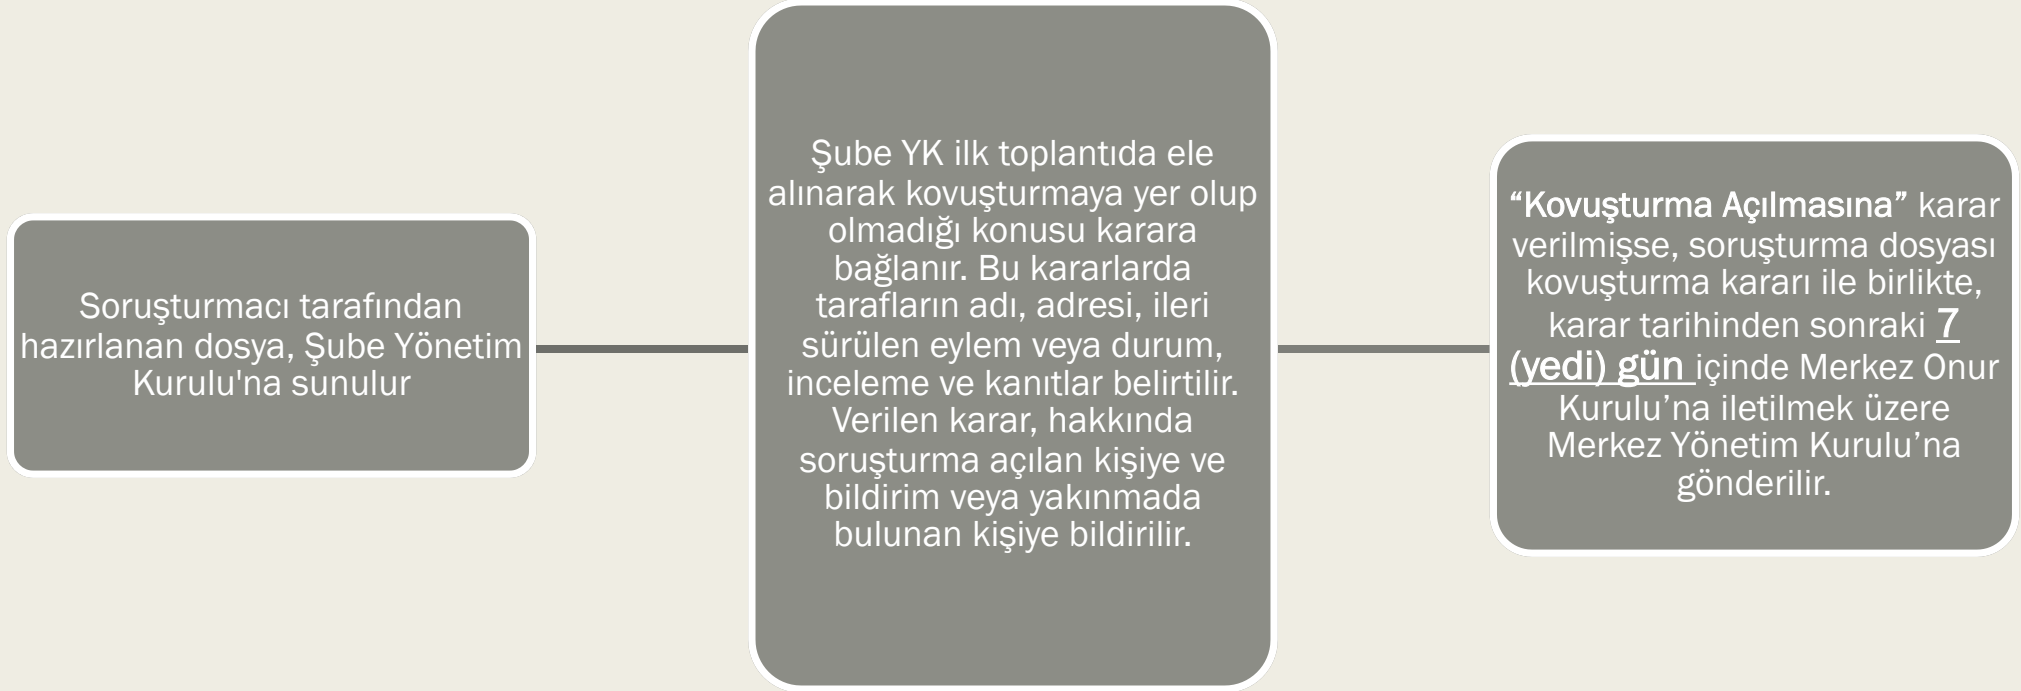 Soruşturmacı tarafından
hazırlanan dosya, Şube Yönetim
Kurulu'na sunulur
Şube YK ilk toplantıda ele
alınarak kovuşturmaya yer olup
olmadığı konusu karara
bağlanır. Bu kararlarda
tarafların adı, adresi, ileri
sürülen eylem veya durum,
inceleme ve kanıtlar belirtilir.
Verilen karar, hakkında
soruşturma açılan kişiye ve
bildirim veya yakınmada
bulunan kişiye bildirilir.
“Kovuşturma Açılmasına” karar
verilmişse, soruşturma dosyası
kovuşturma kararı ile birlikte,
karar tarihinden sonraki 7
(yedi) gün içinde Merkez Onur
Kurulu’na iletilmek üzere
Merkez Yönetim Kurulu’na
gönderilir.